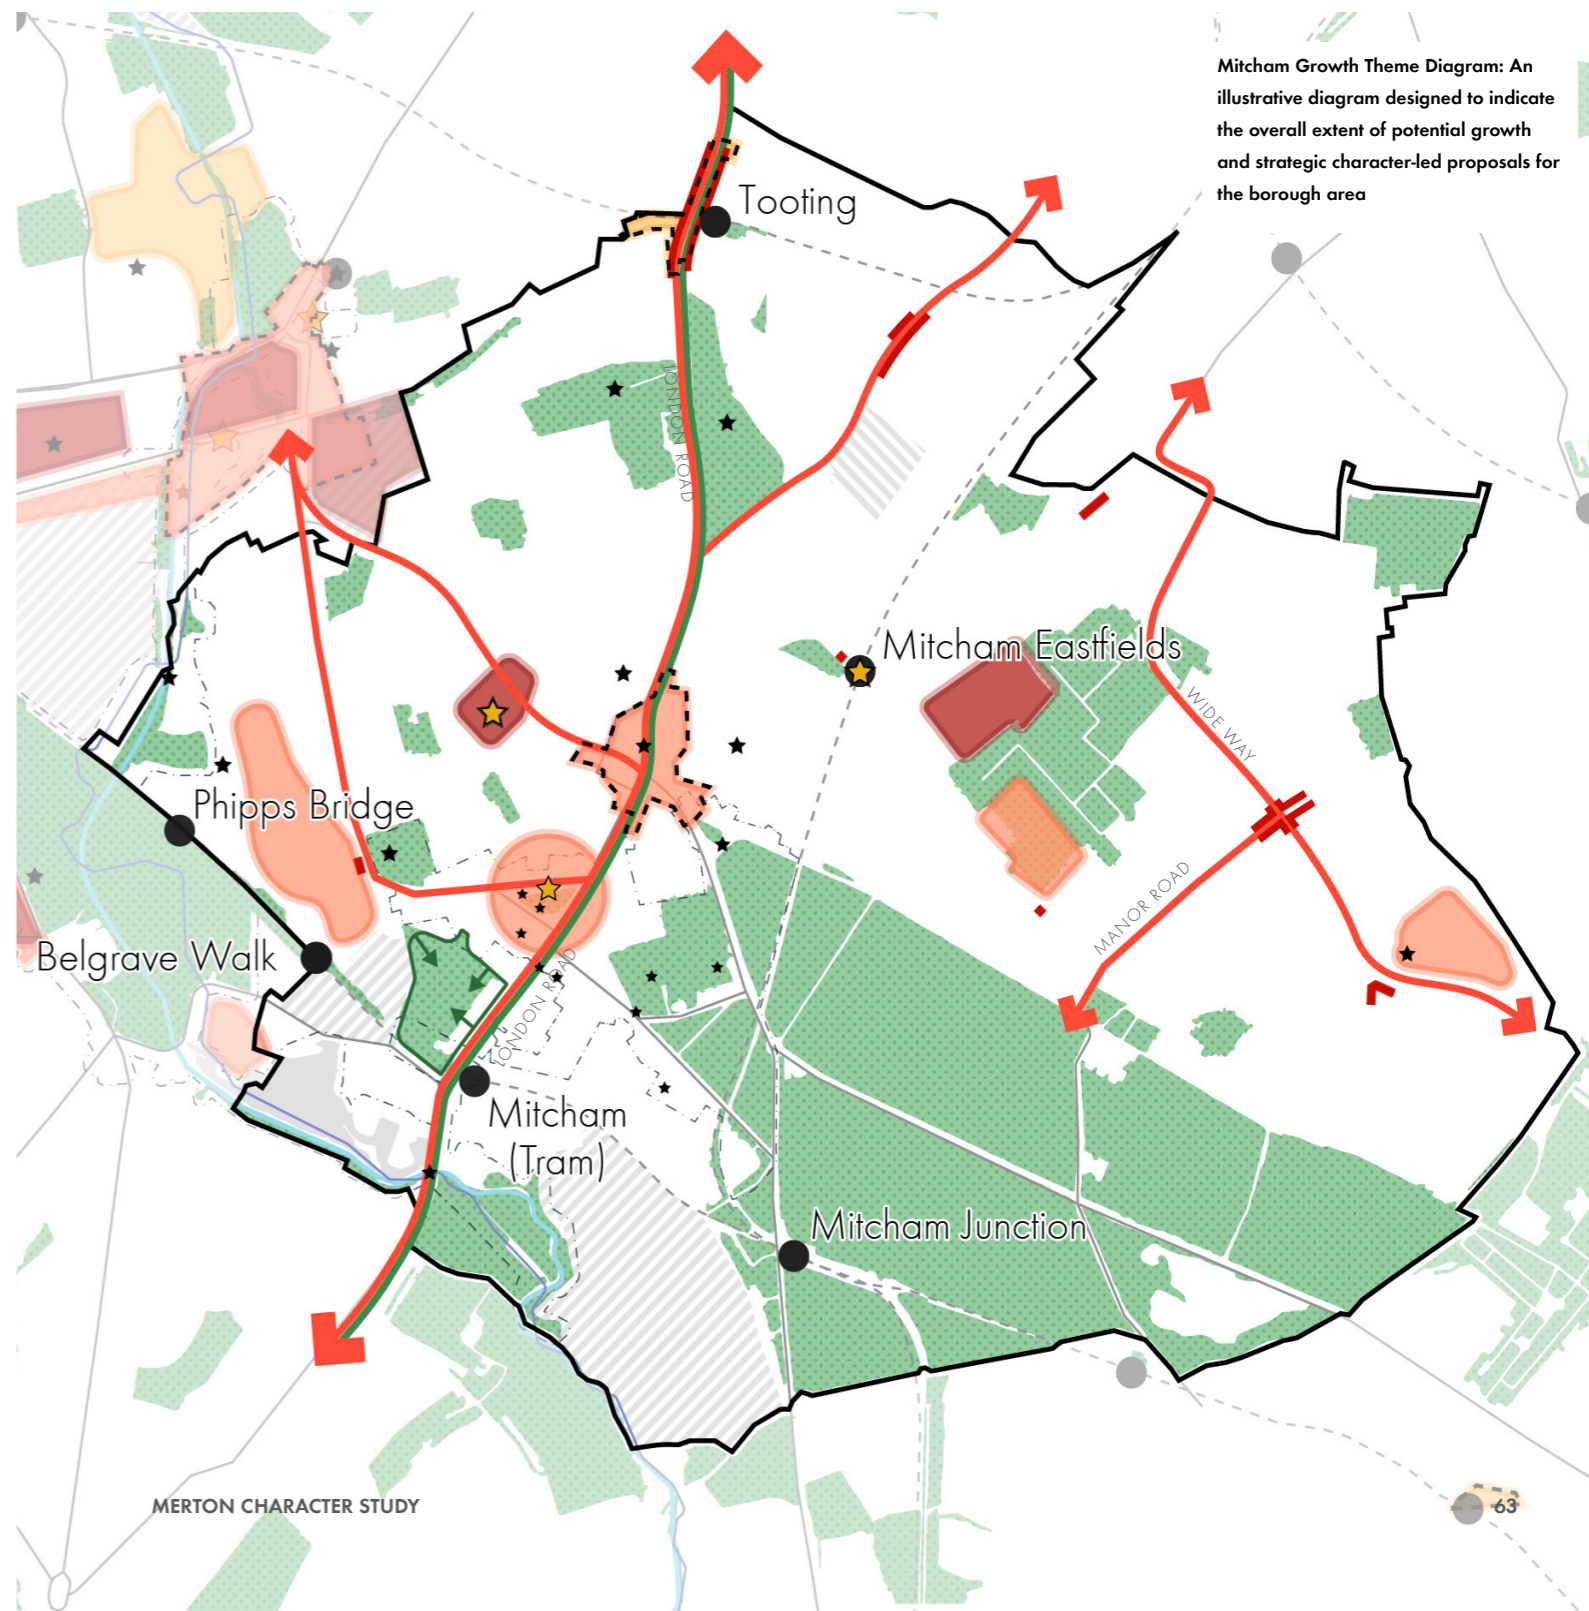 Mitcham Growth Theme Diagram: An
illustrative diagram designed to indicate
the overall extent of potential growth
and strategic character-led proposals for
the borough area
Tooting
LONDON ROAD
Mitcham Eastfields
WIDE WAY
Phipps Bridge
MANOR ROAD
Belgrave Walk
LONDON ROAD
Mitcham
(Tram)
Mitcham Junction
MERTON CHARACTER STUDY
63